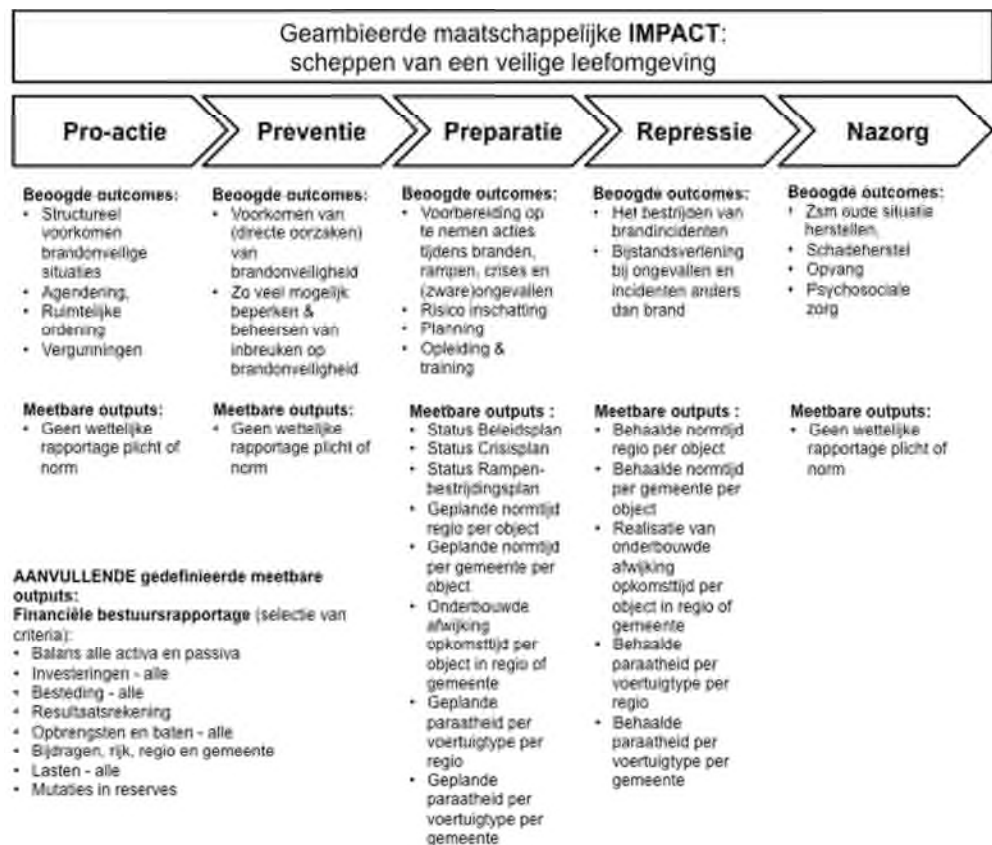 Geambieerde maatschappelijke IMPACT:
scheppen van een veilige leefomgeving
Pro-actie
Preventie
Preparatie
Repressie
Nazorg
Beoogde outcomes:
• Structureel
voorkomen
brandonveilige
situaties
• Agendering,
• Ruimtelijke
ordening
• Vergunningen
Meetbare outputs:
• Geen wettelijke
rapportage plicht of
norm
Beoogde outcomes:
• Voorkomen van
(directe oorzaken)
van
brandonveiligheid
• Zo veel mogelijk
beperken &
beheersen van
inbreuken op
brandonveiligheid
Meetbare outputs:
• Geen wettelijke
rapportage plicht of
norm
AANVULLENDE gedefinieerde meetbare
outputs:
Financiële bestuursrapportage (selectie van
criteria):
• Balans alle activa en passiva
• Investeringen - alle
• Besteding - alle
• Resultaatsrekening
• Opbrengsten en baten - alle
• Bijdragen, rijk, regio en gemeente
• Lasten - alle
• Mutaties in reserves
Beoogde outcomes:
• Voorbereiding op
te nemen acties
tijdens branden,
rampen, crises en
(zware)ongevallen
• Risico inschatting
• Planning
• Opleiding &
training
Meetbare outputs :
• Status Beleidsplan
• Status Crisisplan
• Status Rampen-
bestrijdingsplan
• Geplande normtijd
regio per object
• Geplande normtijd
per gemeente per
object
• Onderbouwde
afwijking
opkomsttijd per
object in regio of
gemeente
• Geplande
paraatheid per
voertuigtype per
regio
• Geplande
paraatheid per
voertuigtype per
gemeente
Beoogde outcomes:
• Het bestrijden van
brandincidenten
• Bijstandsverlening
bij ongevallen en
incidenten anders
dan brand
Meetbare outputs :
• Behaalde normtijd
regio per object
• Behaalde normtijd
per gemeente per
object
• Realisatie van
onderbouwde
afwijking
opkomsttijd per
object in regio of
gemeente
• Behaalde
paraatheid per
voertuigtype per
regio
• Behaalde
paraatheid per
voertuigtype per
gemeente
Beoogde outcomes:
• Zsm oude situatie
herstellen,
• Schadeherstel
• Opvang
• Psychosociale
zorg
Meetbare outputs:
• Geen wettelijke
rapportage plicht of
norm